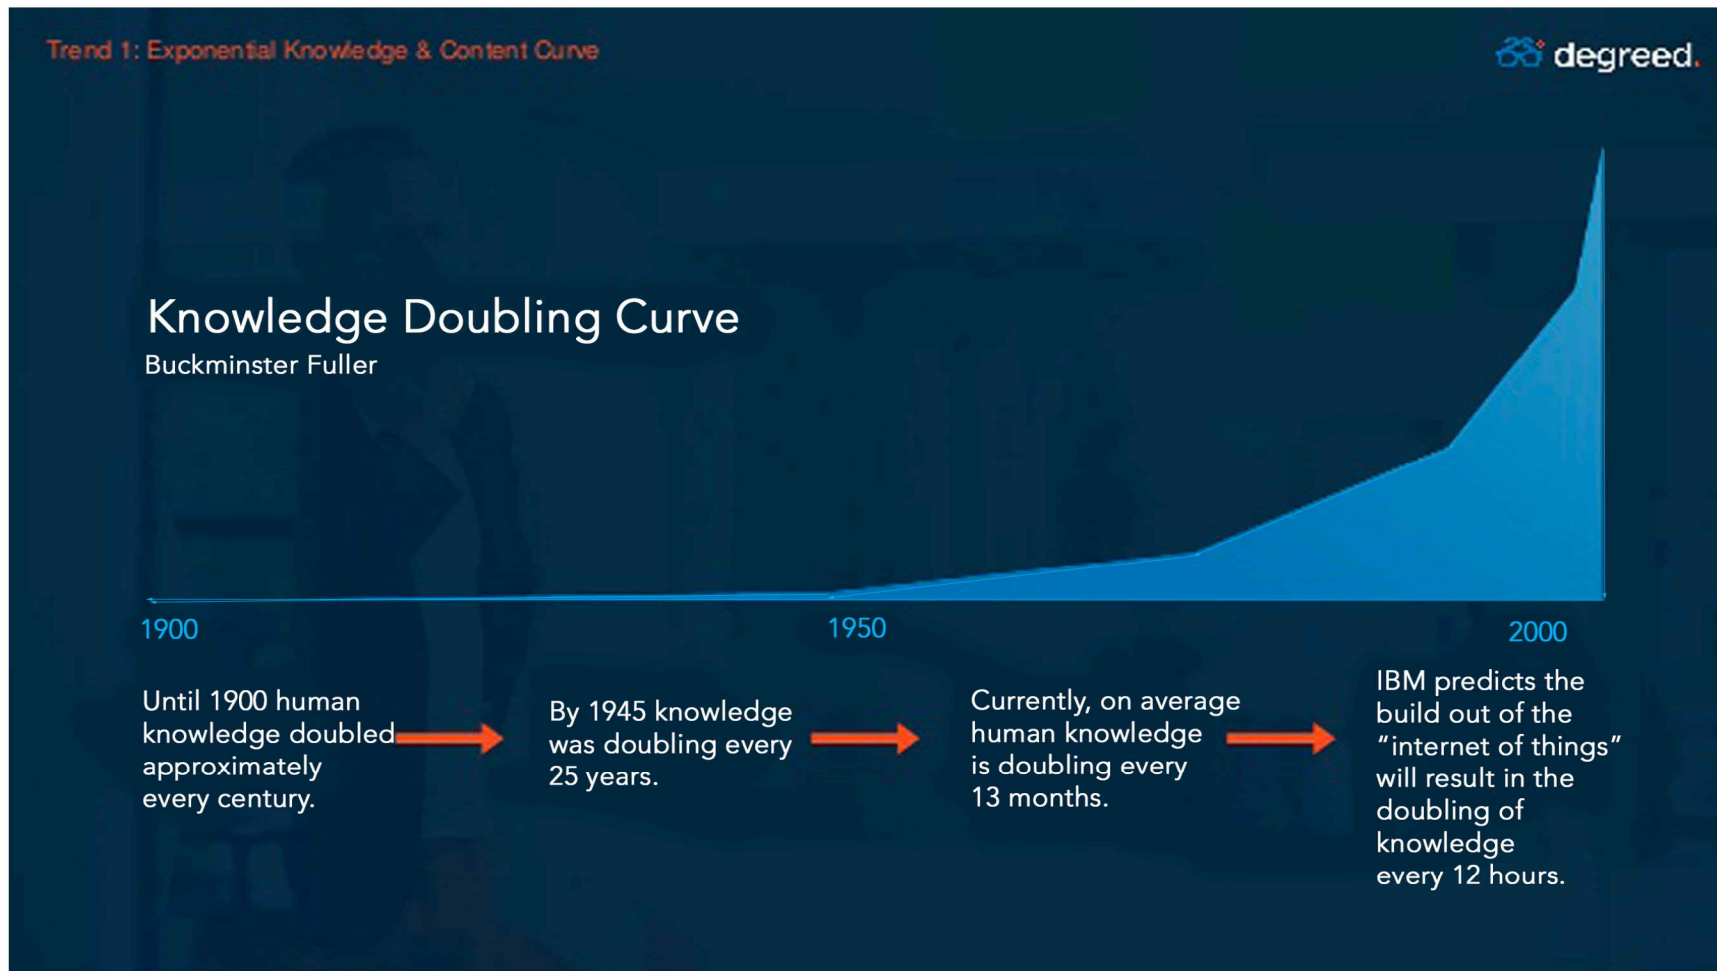 Trend 1: Exponential Knowledge & Content Curve
degreed.
Knowledge Doubling Curve
Buckminster Fuller
1900
1950
2000
Until 1900 human
knowledge doubled
approximately
every century.
By 1945 knowledge
was doubling every
25 years.
Currently, on average
human knowledge
is doubling every
13 months.
IBM predicts the
build out of the
“internet of things”
will result in the
doubling of
knowledge
every 12 hours.